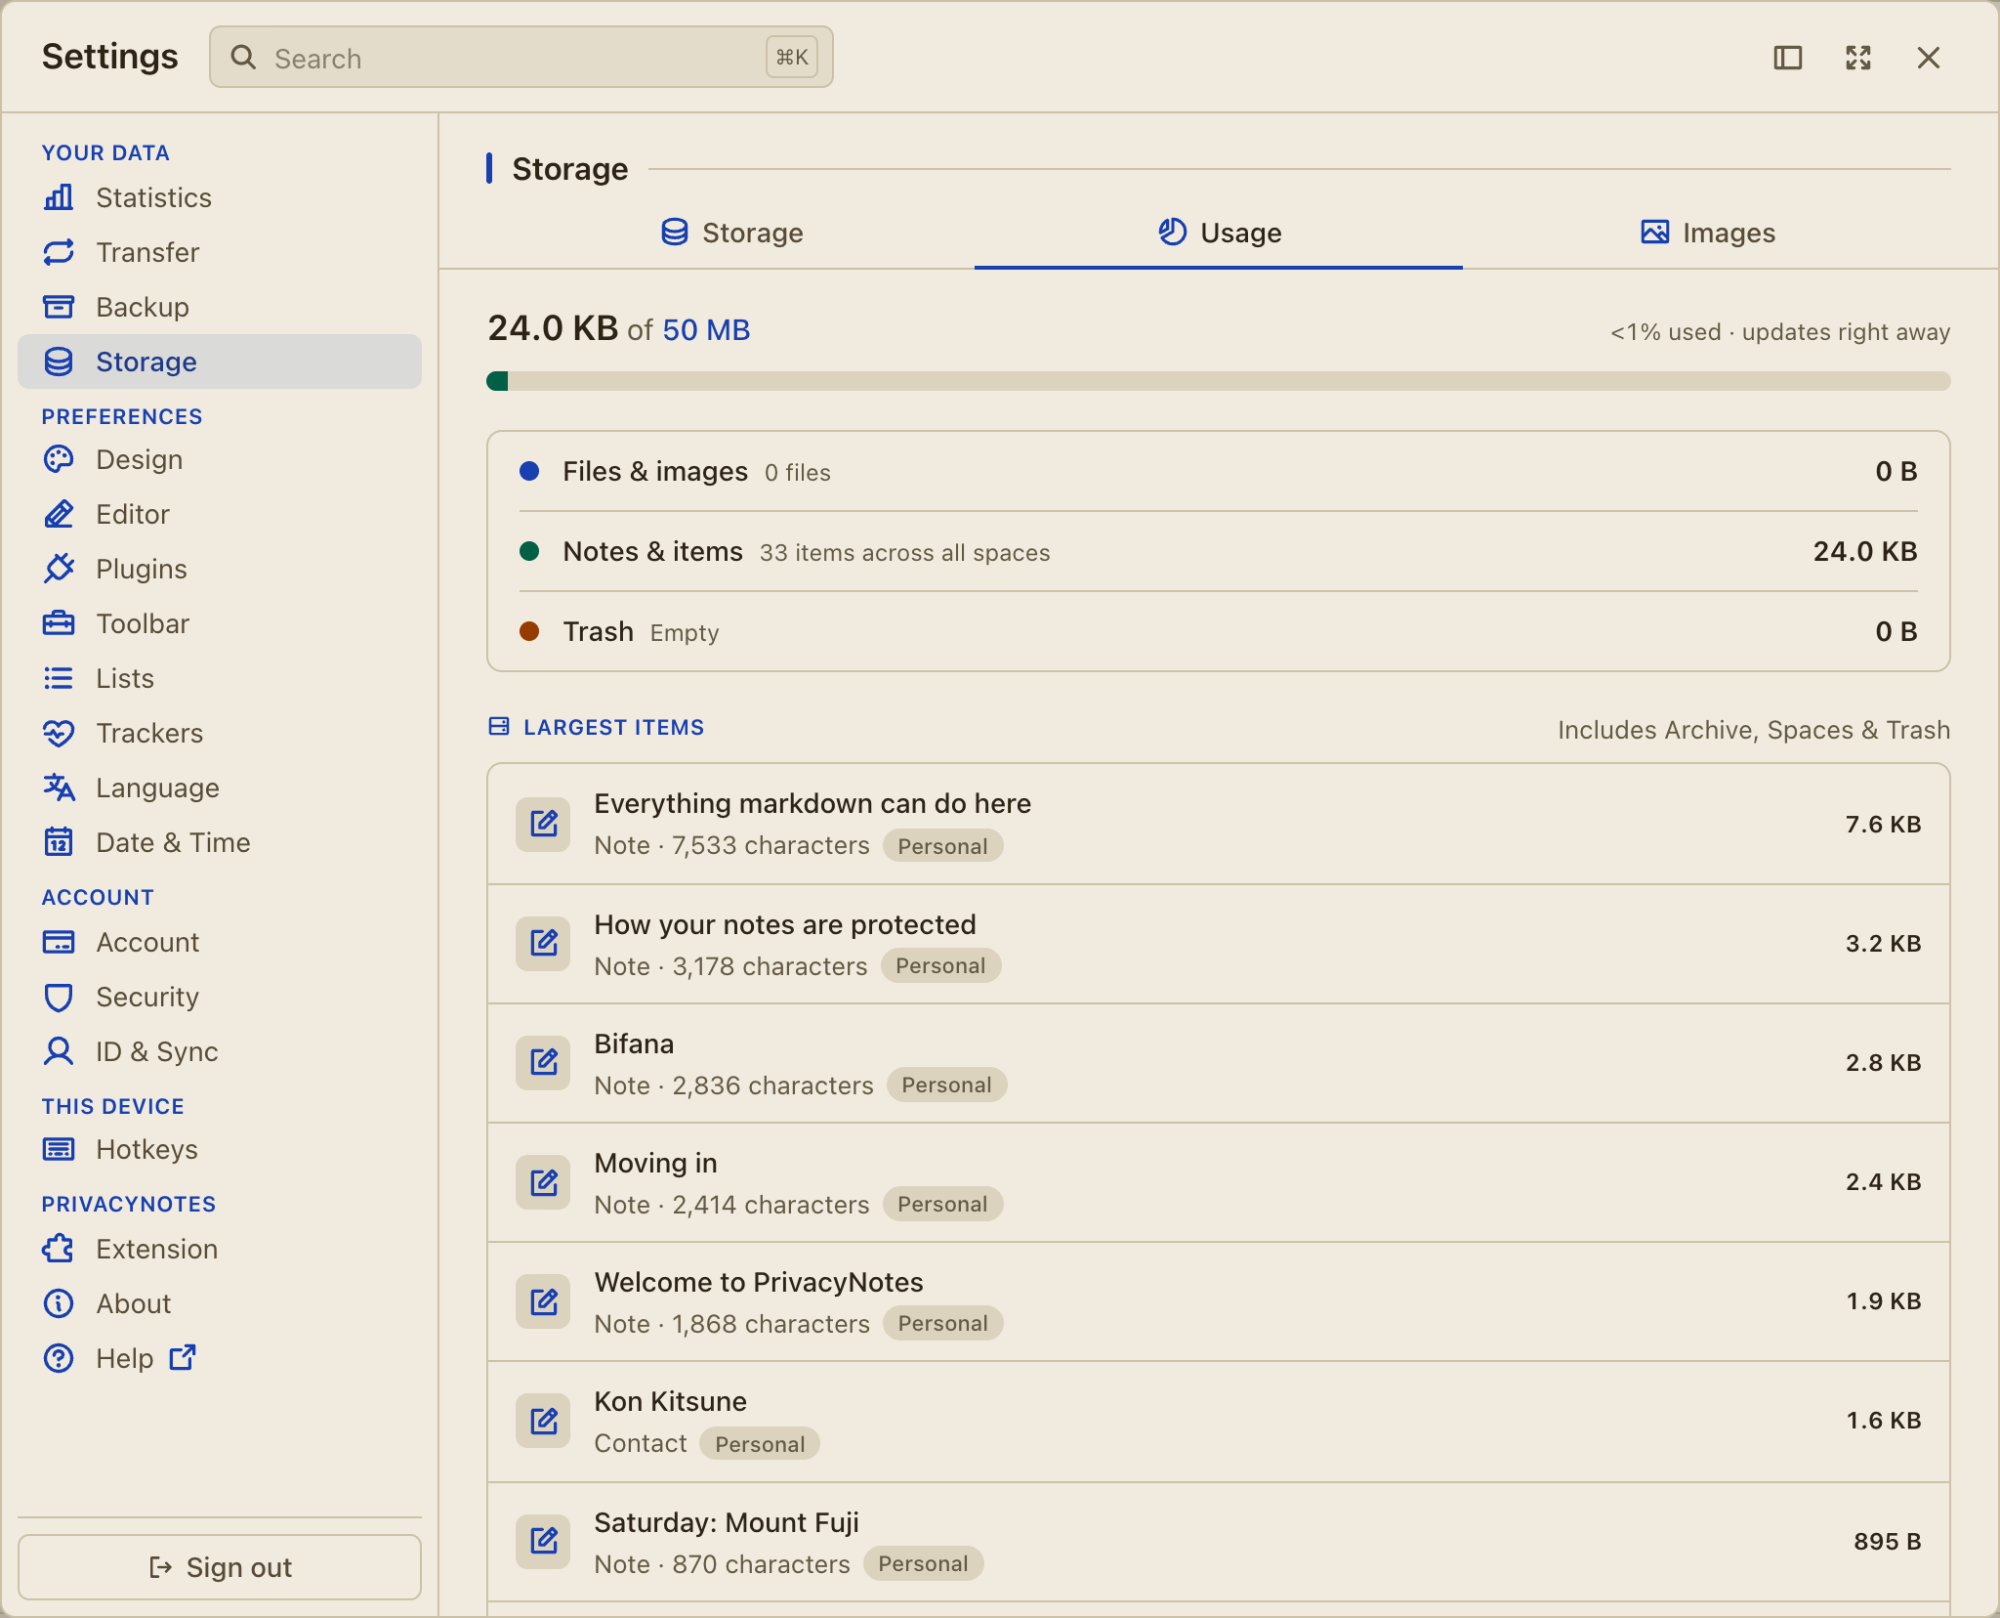 Settings
Search
⌘K
YOUR DATA
Statistics
Transfer
Backup
Storage
PREFERENCES
Design
Editor
Plugins
Toolbar
Lists
Trackers
Language
12
Date & Time
ACCOUNT
Account
Security
ID & Sync
THIS DEVICE
Hotkeys
PRIVACYNOTES
Extension
About
Help
Sign out
Storage
Storage
Usage
Images
24.0 KB of 50 MB
<1% used · updates right away
Files & images 0 files 0 B
Notes & items 33 items across all spaces 24.0 KB
Trash Empty 0 B
LARGEST ITEMS
Includes Archive, Spaces & Trash
Everything markdown can do here
Note · 7,533 characters Personal
7.6 KB
How your notes are protected
Note · 3,178 characters Personal
3.2 KB
Bifana
Note · 2,836 characters Personal
2.8 KB
Moving in
Note · 2,414 characters Personal
2.4 KB
Welcome to PrivacyNotes
Note · 1,868 characters Personal
1.9 KB
Kon Kitsune
Contact Personal
1.6 KB
Saturday: Mount Fuji
Note · 870 characters Personal
895 B